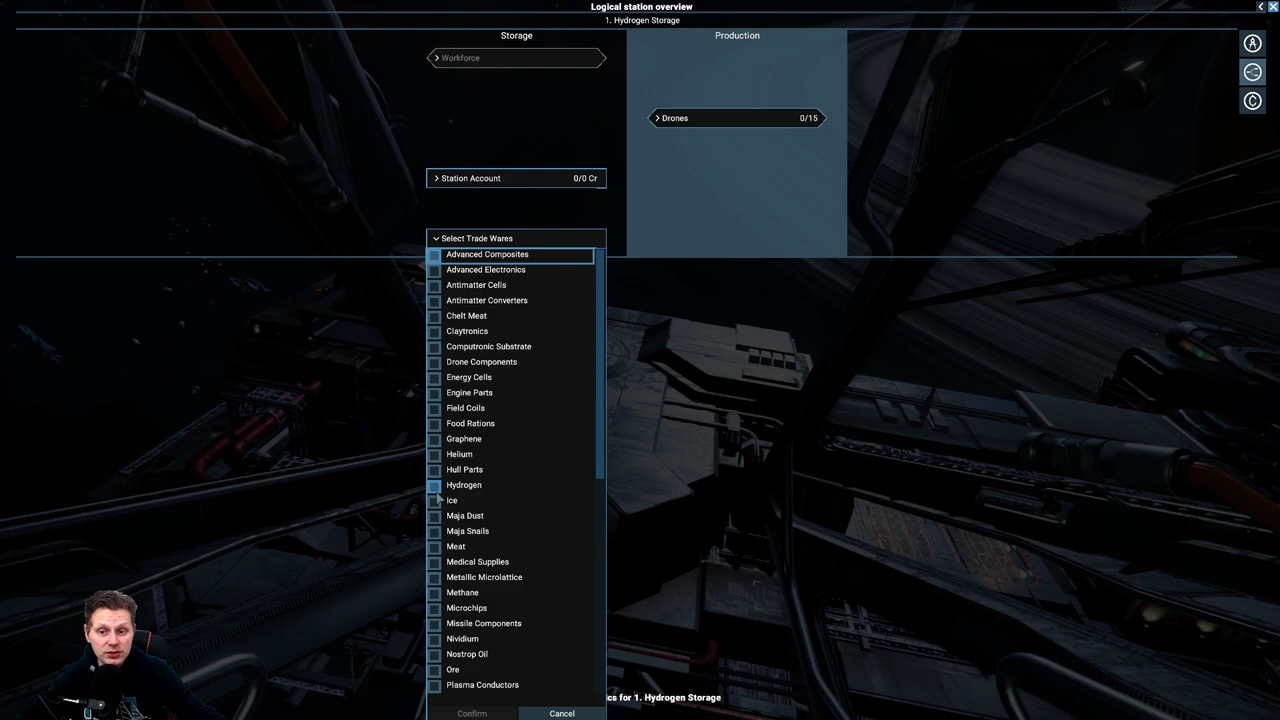 Logical station overview
1. Hydrogen Storage
Storage
Production
Workforce
Drones 0/15
Station Account 0/0 Cr
Select Trade Wares
Advanced Composites
Advanced Electronics
Antimatter Cells
Antimatter Converters
Chelt Meat
Claytronics
Computronic Substrate
Drone Components
Energy Cells
Engine Parts
Field Coils
Food Rations
Graphene
Helium
Hull Parts
Hydrogen
Ice
Maja Dust
Maja Snails
Meat
Medical Supplies
Metallic Microlattice
Methane
Microchips
Missile Components
Nividium
Nostrop Oil
Ore
Plasma Conductors
for 1. Hydrogen Storage
Confirm
Cancel